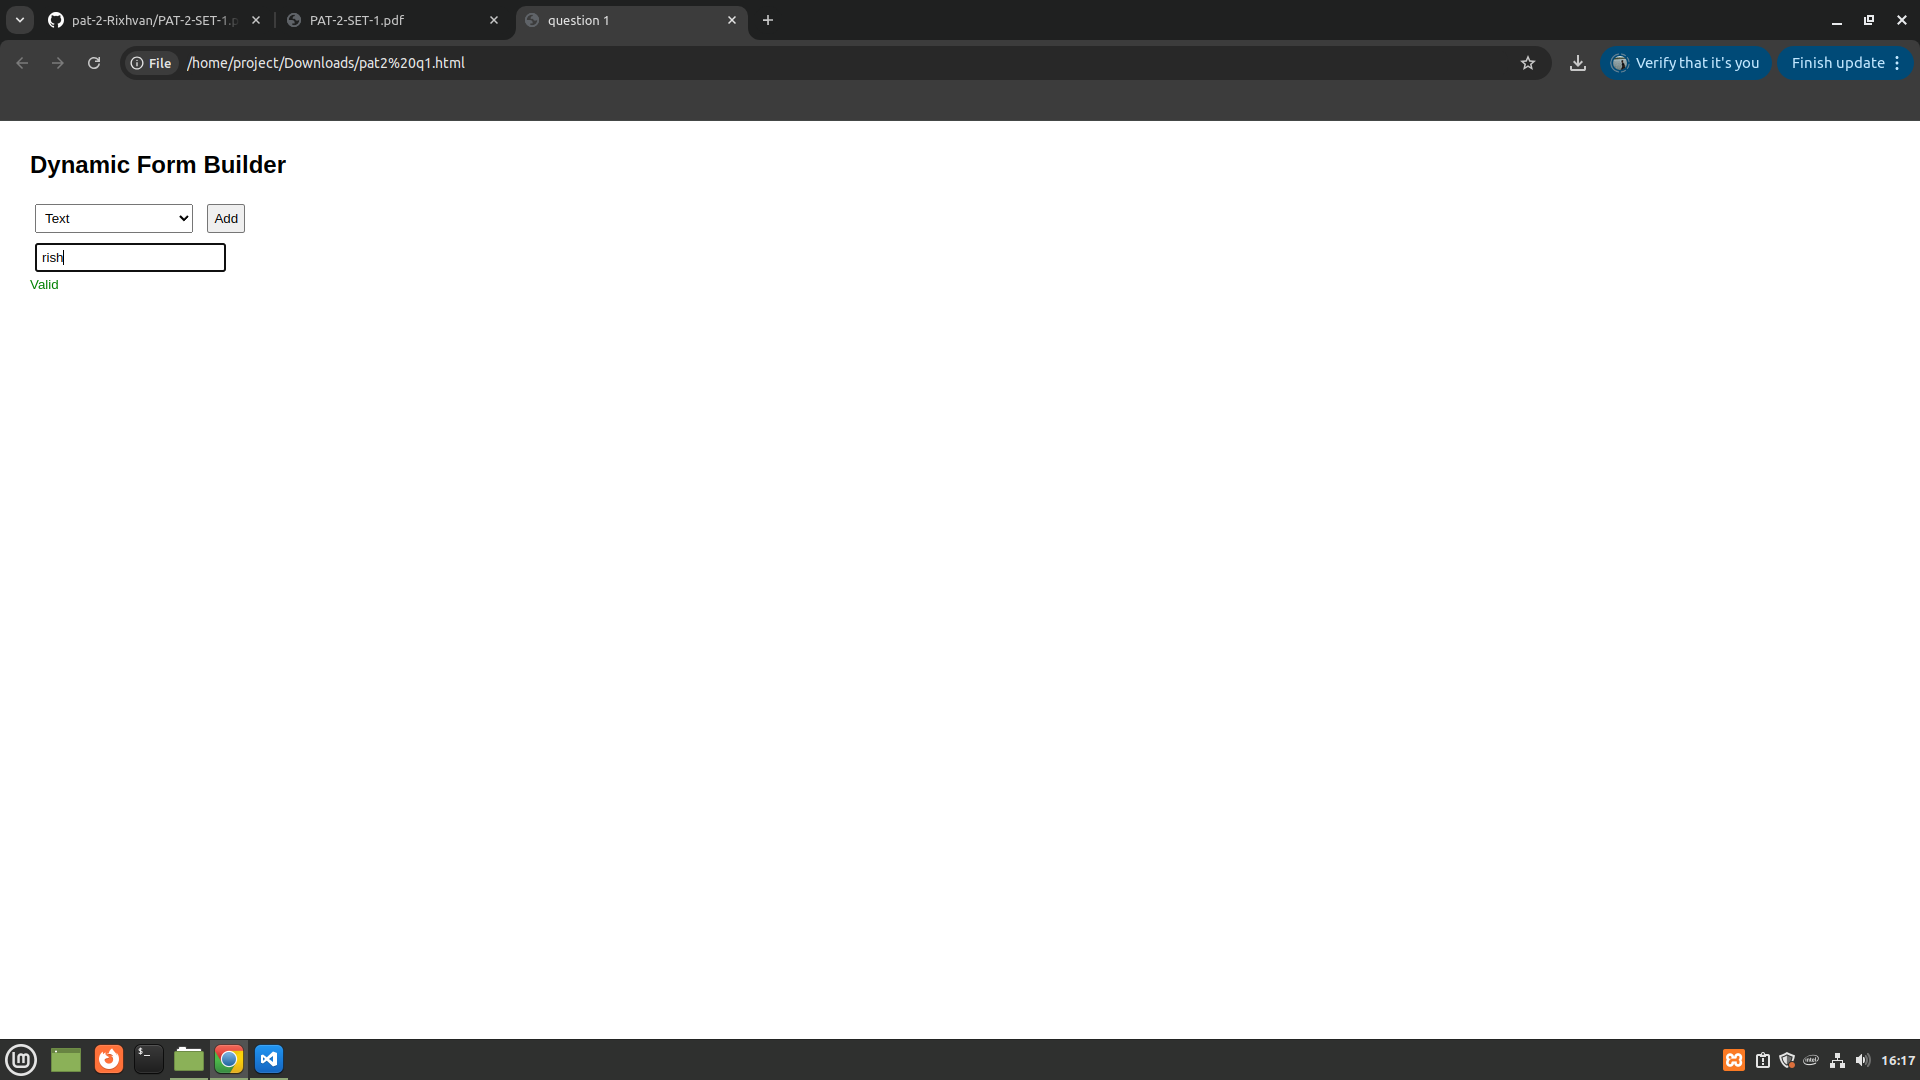 pat-2-Rixhvan/PAT-2-SET-1.p
PAT-2-SET-1.pdf
question 1
File
/home/project/Downloads/pat2%20q1.html
Verify that it's you
Finish update
Dynamic Form Builder
Text
Add
rish
Valid
16:17